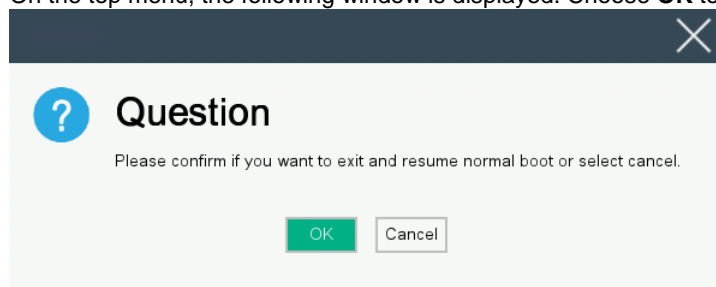 On the top menu, the following window is displayed. Choose OK to
Question
Please confirm if you want to exit and resume normal boot or select cancel.
OK
Cancel